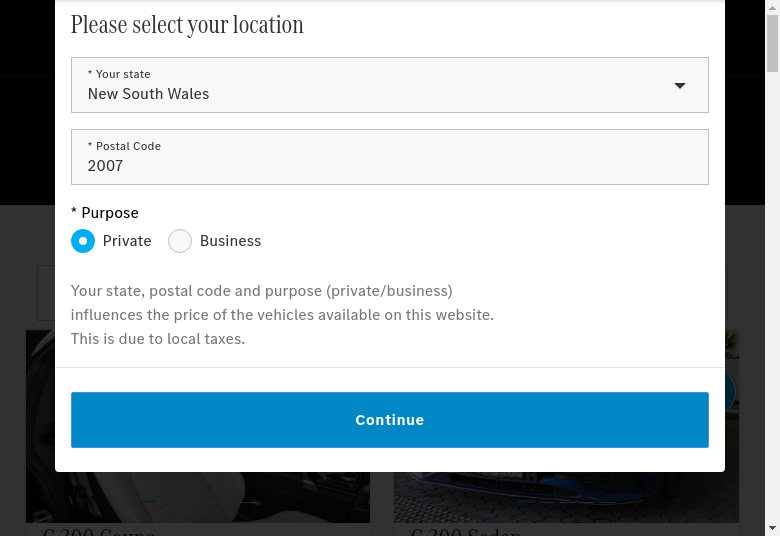 Please select your location
* Your state
New South Wales
* Postal Code
2007
* Purpose
Private
Business
Your state, postal code and purpose (private/business)
influences the price of the vehicles available on this website.
This is due to local taxes.
Continue
C 300 Coupe
C 200 Sedan